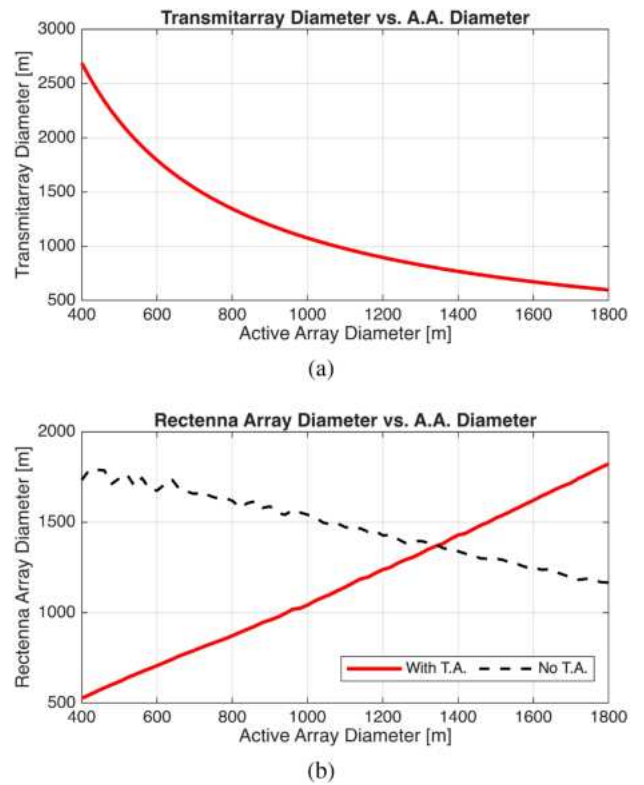 Transmitarray Diameter vs. A.A. Diameter
Transmitarray Diameter [m]
3000
2500
2000
1500
1000
500
400 600 800 1000 1200 1400 1600 1800
Active Array Diameter [m]
(a)
Rectenna Array Diameter vs. A.A. Diameter
Rectenna Array Diameter [m]
2000
1500
1000
500
With T.A. No T.A.
400 600 800 1000 1200 1400 1600 1800
Active Array Diameter [m]
(b)